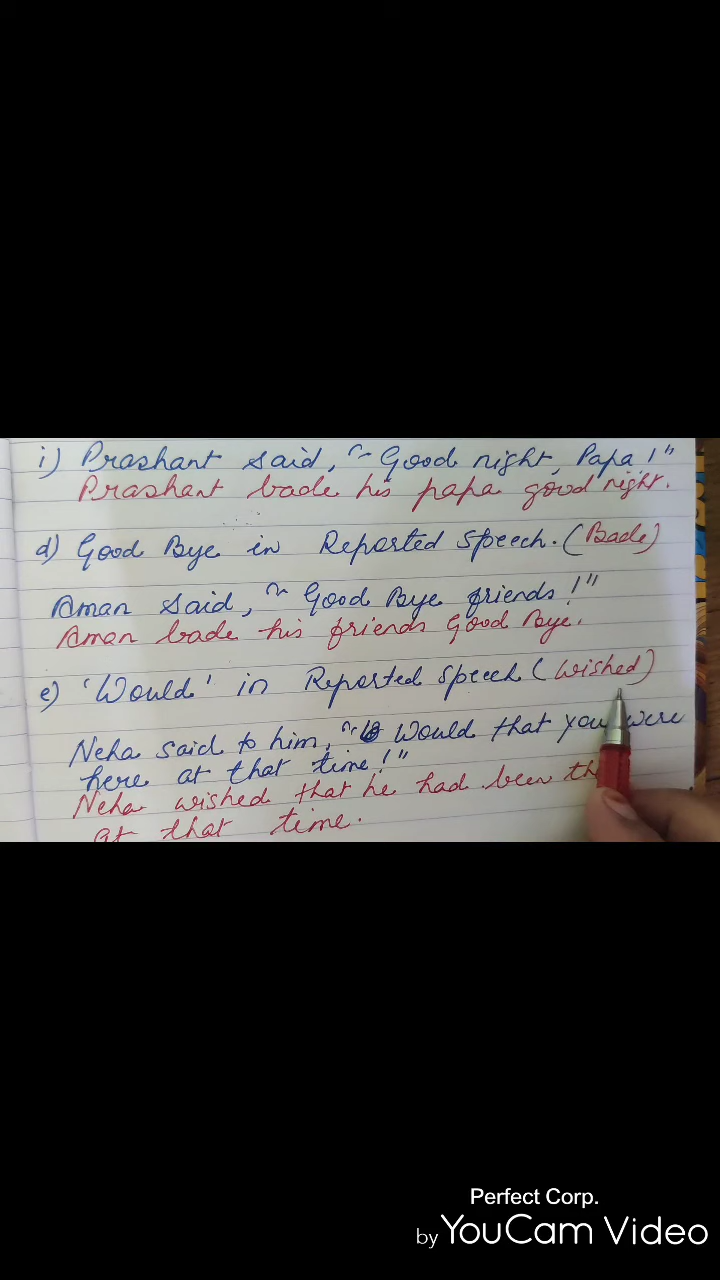 i) Prashant said, "Good night, Papa!"
Prashant bade his papa good night.
d) Good Bye in Reported Speech. (Bade)
Aman said, "Good Bye friends!"
Aman bade his friends Good Bye.
e) 'Would' in Reported Speech (Wished)
Neha said to him, "Would that you were
here at that time!"
Neha wished that he had been th
at that time.
Perfect Corp.
by YouCam Video